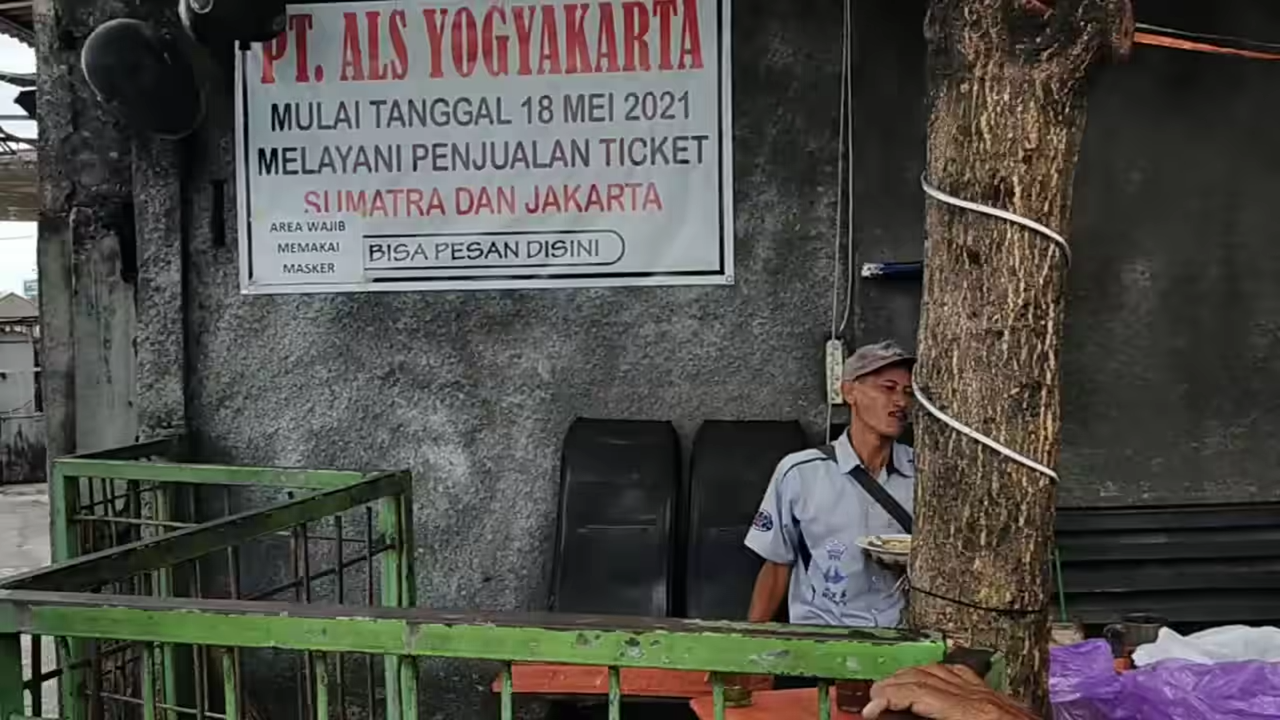 PT. ALS YOGYAKARTA
MULAI TANGGAL 18 MEI 2021
MELAYANI PENJUALAN TICKET
SUMATRA DAN JAKARTA
BISA PESAN DISINI
AREA WAJIB
MEMAKAI
MASKER